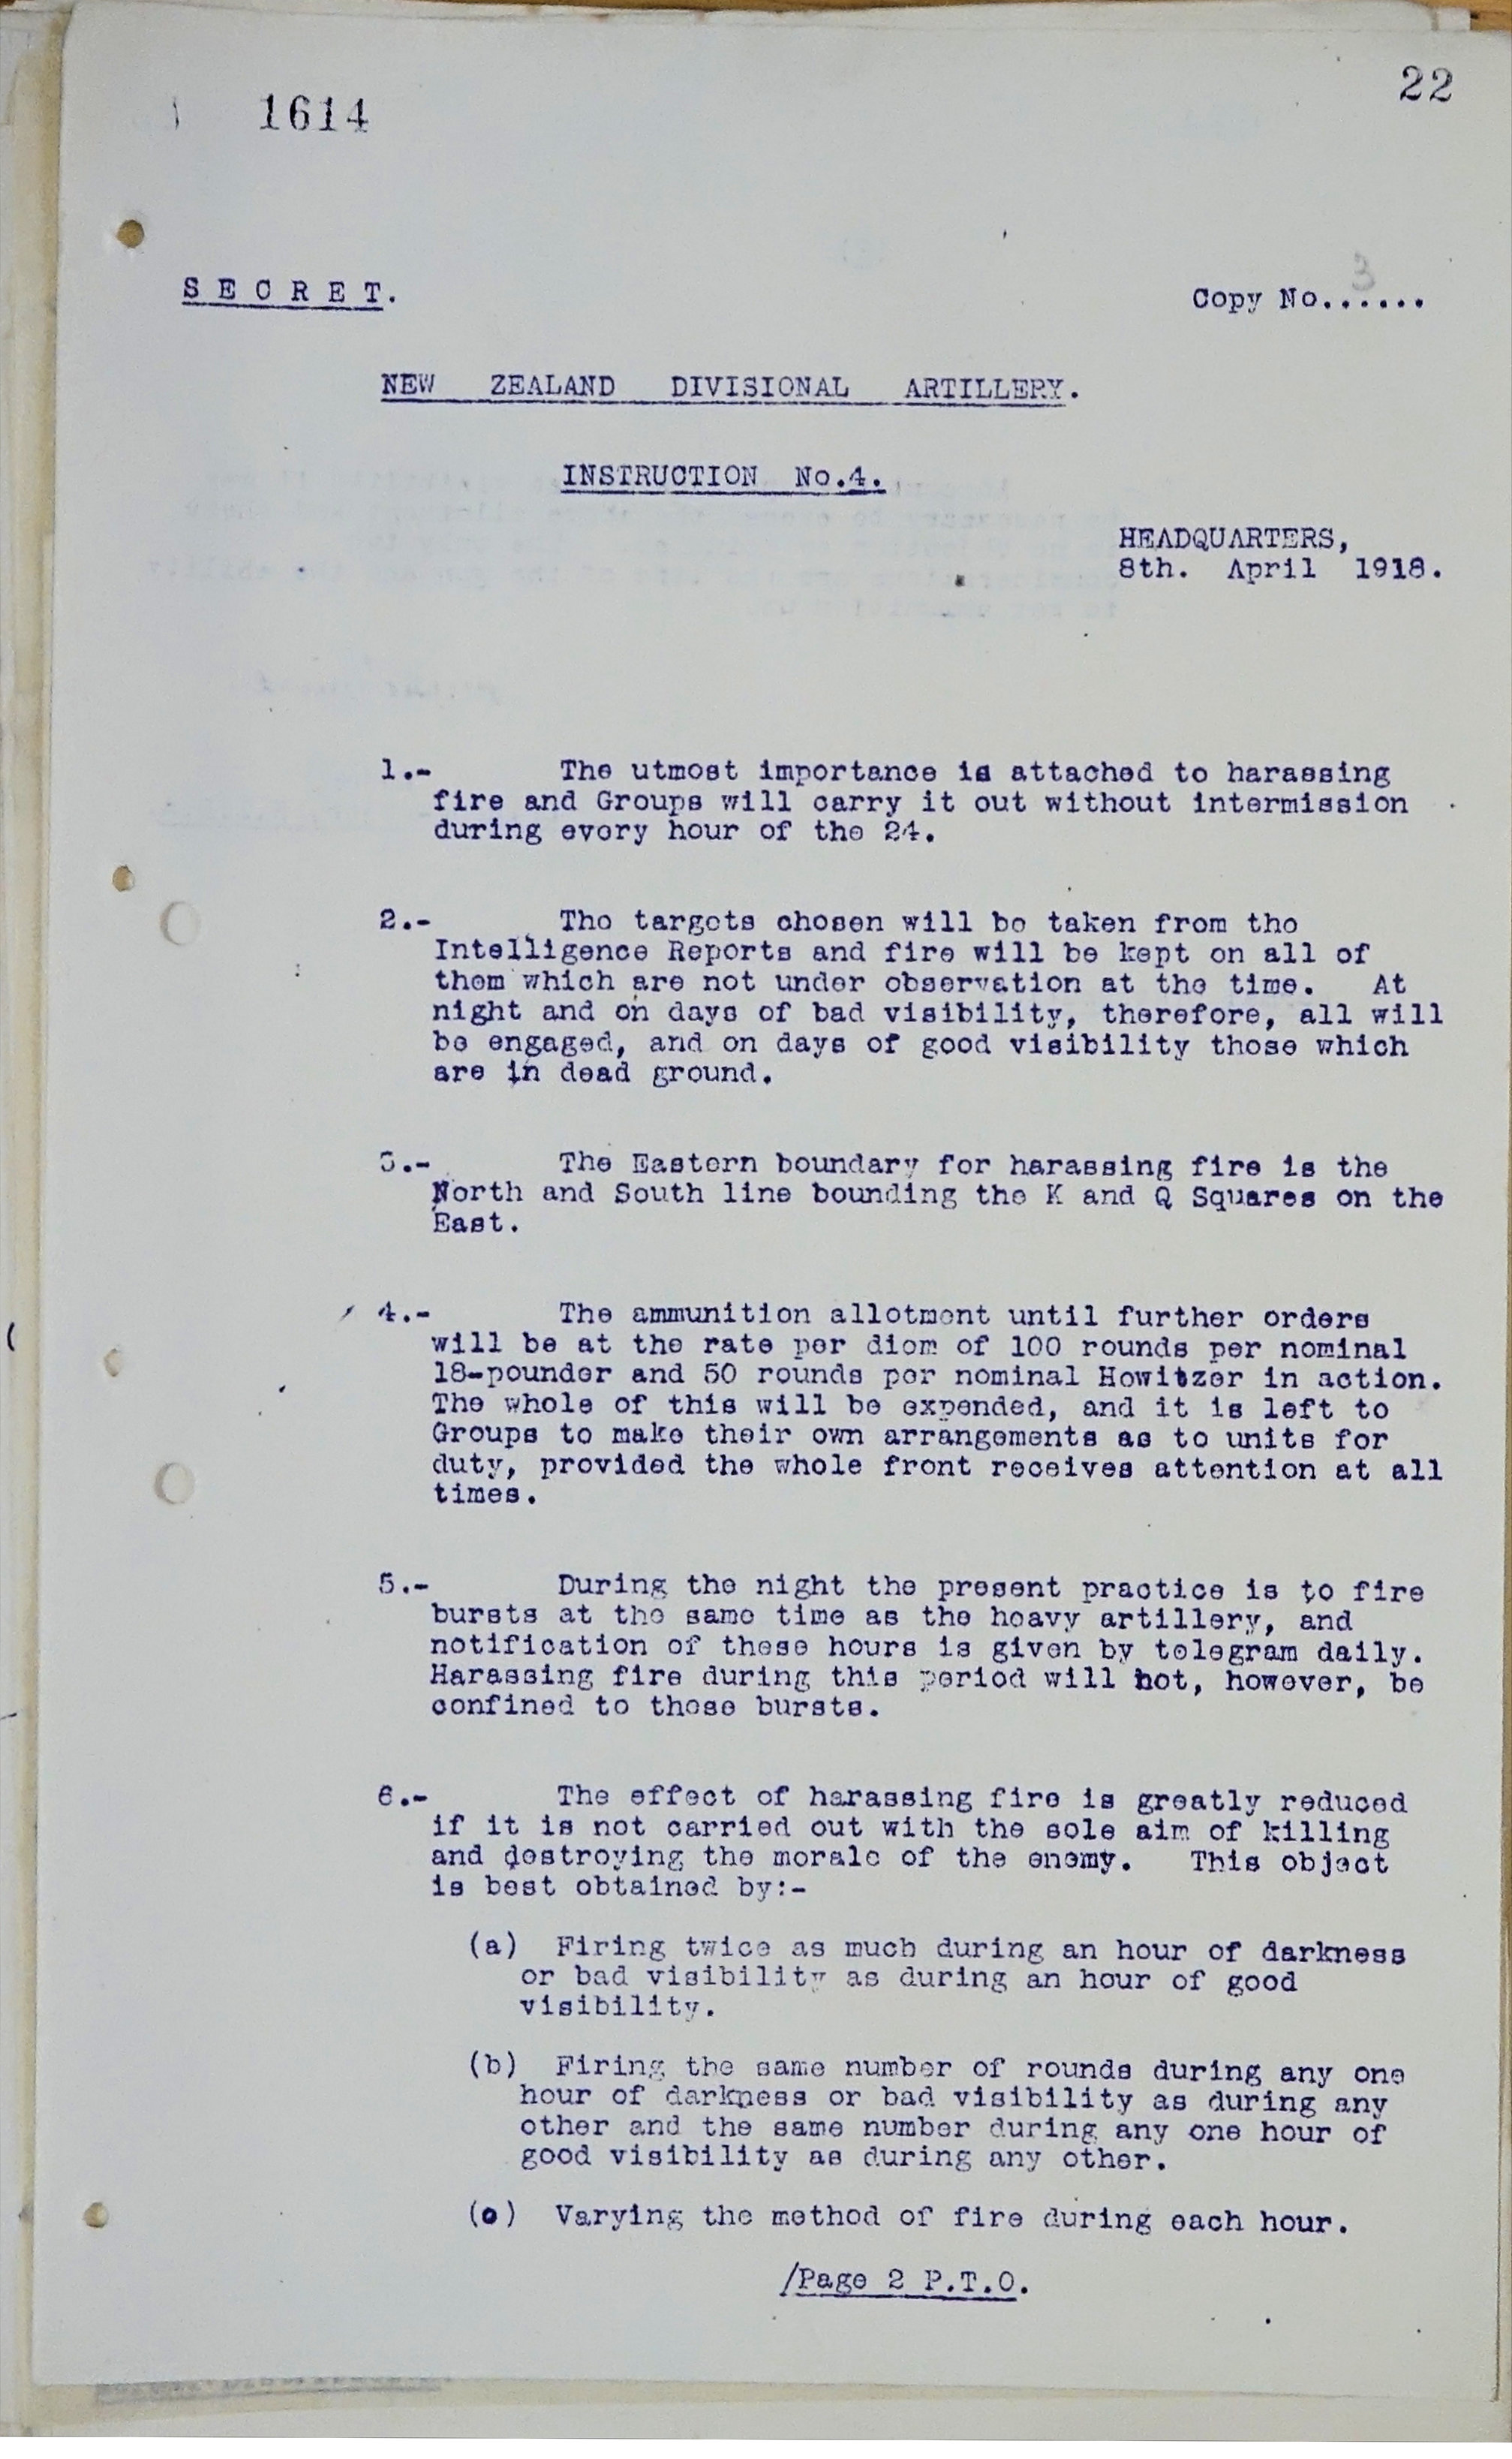 1614
22
SECRET.
Copy No......
3
NEW ZEALAND DIVISIONAL ARTILLERY.
INSTRUCTION No.4.
HEADQUARTERS,
8th. April 1918.
1.- The utmost importance is attached to harassing
fire and Groups will carry it out without intermission
during every hour of the 24.
2.- The targets chosen will be taken from the
Intelligence Reports and fire will be kept on all of
them which are not under observation at the time. At
night and on days of bad visibility, therefore, all will
be engaged, and on days of good visibility those which
are in dead ground.
3.- The Eastern boundary for harassing fire is the
North and South line bounding the K and Q Squares on the
East.
4.- The ammunition allotment until further orders
will be at the rate per diem of 100 rounds per nominal
18-pounder and 50 rounds per nominal Howitzer in action.
The whole of this will be expended, and it is left to
Groups to make their own arrangements as to units for
duty, provided the whole front receives attention at all
times.
5.- During the night the present practice is to fire
bursts at the same time as the heavy artillery, and
notification of these hours is given by telegram daily.
Harassing fire during this period will not, however, be
confined to those bursts.
6.- The effect of harassing fire is greatly reduced
if it is not carried out with the sole aim of killing
and destroying the morale of the enemy. This object
is best obtained by:-
(a) Firing twice as much during an hour of darkness
or bad visibility as during an hour of good
visibility.
(b) Firing the same number of rounds during any one
hour of darkness or bad visibility as during any
other and the same number during any one hour of
good visibility as during any other.
(c) Varying the method of fire during each hour.
/Page 2 P.T.O.